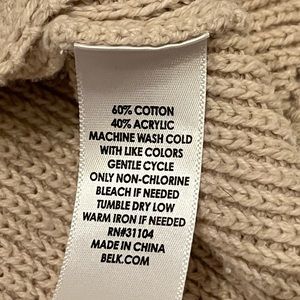 60% COTTON
40% ACRYLIC
MACHINE WASH COLD
WITH LIKE COLORS
GENTLE CYCLE
ONLY NON-CHLORINE
BLEACH IF NEEDED
TUMBLE DRY LOW
WARM IRON IF NEEDED
RN#31104
MADE IN CHINA
BELK.COM